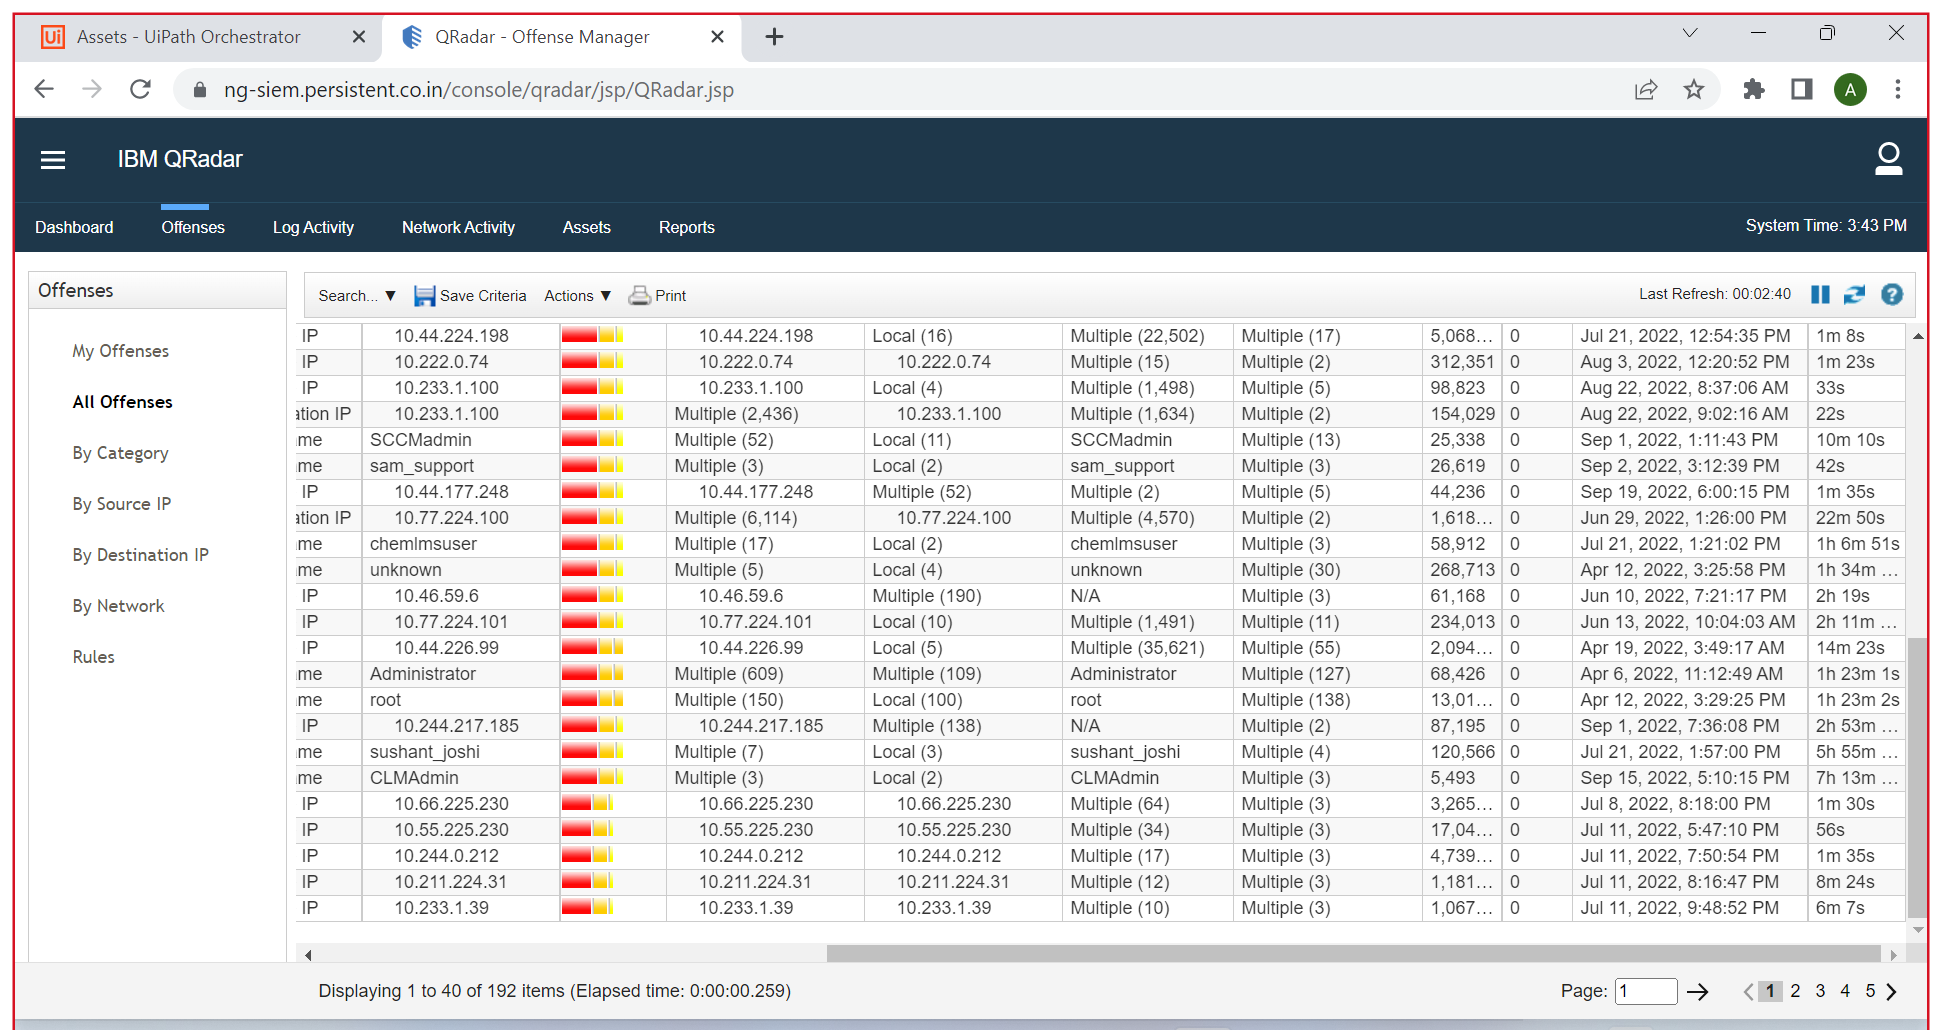 Assets - UiPath Orchestrator
QRadar - Offense Manager
ng-siem.persistent.co.in/console/qradar/jsp/QRadar.jsp
A
IBM QRadar
Dashboard Offenses Log Activity Network Activity Assets Reports System Time: 3:43 PM
Offenses
My Offenses
All Offenses
By Category
By Source IP
By Destination IP
By Network
Rules
Search... ▼ Save Criteria Actions ▼ Print Last Refresh: 00:02:40
IP 10.44.224.198 10.44.224.198 Local (16) Multiple (22,502) Multiple (17) 5,068... 0 Jul 21, 2022, 12:54:35 PM 1m 8s
IP 10.222.0.74 10.222.0.74 10.222.0.74 Multiple (15) Multiple (2) 312,351 0 Aug 3, 2022, 12:20:52 PM 1m 23s
IP 10.233.1.100 10.233.1.100 Local (4) Multiple (1,498) Multiple (5) 98,823 0 Aug 22, 2022, 8:37:06 AM 33s
ation IP 10.233.1.100 Multiple (2,436) 10.233.1.100 Multiple (1,634) Multiple (2) 154,029 0 Aug 22, 2022, 9:02:16 AM 22s
me SCCMadmin Multiple (52) Local (11) SCCMadmin Multiple (13) 25,338 0 Sep 1, 2022, 1:11:43 PM 10m 10s
me sam_support Multiple (3) Local (2) sam_support Multiple (3) 26,619 0 Sep 2, 2022, 3:12:39 PM 42s
IP 10.44.177.248 10.44.177.248 Multiple (52) Multiple (2) Multiple (5) 44,236 0 Sep 19, 2022, 6:00:15 PM 1m 35s
ation IP 10.77.224.100 Multiple (6,114) 10.77.224.100 Multiple (4,570) Multiple (2) 1,618... 0 Jun 29, 2022, 1:26:00 PM 22m 50s
me chemlmsuser Multiple (17) Local (2) chemlmsuser Multiple (3) 58,912 0 Jul 21, 2022, 1:21:02 PM 1h 6m 51s
me unknown Multiple (5) Local (4) unknown Multiple (30) 268,713 0 Apr 12, 2022, 3:25:58 PM 1h 34m ...
IP 10.46.59.6 10.46.59.6 Multiple (190) N/A Multiple (3) 61,168 0 Jun 10, 2022, 7:21:17 PM 2h 19s
IP 10.77.224.101 10.77.224.101 Local (10) Multiple (1,491) Multiple (11) 234,013 0 Jun 13, 2022, 10:04:03 AM 2h 11m ...
IP 10.44.226.99 10.44.226.99 Local (5) Multiple (35,621) Multiple (55) 2,094... 0 Apr 19, 2022, 3:49:17 AM 14m 23s
me Administrator Multiple (609) Multiple (109) Administrator Multiple (127) 68,426 0 Apr 6, 2022, 11:12:49 AM 1h 23m 1s
me root Multiple (150) Local (100) root Multiple (138) 13,01... 0 Apr 12, 2022, 3:29:25 PM 1h 23m 2s
IP 10.244.217.185 10.244.217.185 Multiple (138) N/A Multiple (2) 87,195 0 Sep 1, 2022, 7:36:08 PM 2h 53m ...
me sushant_joshi Multiple (7) Local (3) sushant_joshi Multiple (4) 120,566 0 Jul 21, 2022, 1:57:00 PM 5h 55m ...
me CLMAdmin Multiple (3) Local (2) CLMAdmin Multiple (3) 5,493 0 Sep 15, 2022, 5:10:15 PM 7h 13m ...
IP 10.66.225.230 10.66.225.230 10.66.225.230 Multiple (64) Multiple (3) 3,265... 0 Jul 8, 2022, 8:18:00 PM 1m 30s
IP 10.55.225.230 10.55.225.230 10.55.225.230 Multiple (34) Multiple (3) 17,04... 0 Jul 11, 2022, 5:47:10 PM 56s
IP 10.244.0.212 10.244.0.212 10.244.0.212 Multiple (17) Multiple (3) 4,739... 0 Jul 11, 2022, 7:50:54 PM 1m 35s
IP 10.211.224.31 10.211.224.31 10.211.224.31 Multiple (12) Multiple (3) 1,181... 0 Jul 11, 2022, 8:16:47 PM 8m 24s
IP 10.233.1.39 10.233.1.39 10.233.1.39 Multiple (10) Multiple (3) 1,067... 0 Jul 11, 2022, 9:48:52 PM 6m 7s
Displaying 1 to 40 of 192 items (Elapsed time: 0:00:00.259) Page: 1 1 2 3 4 5